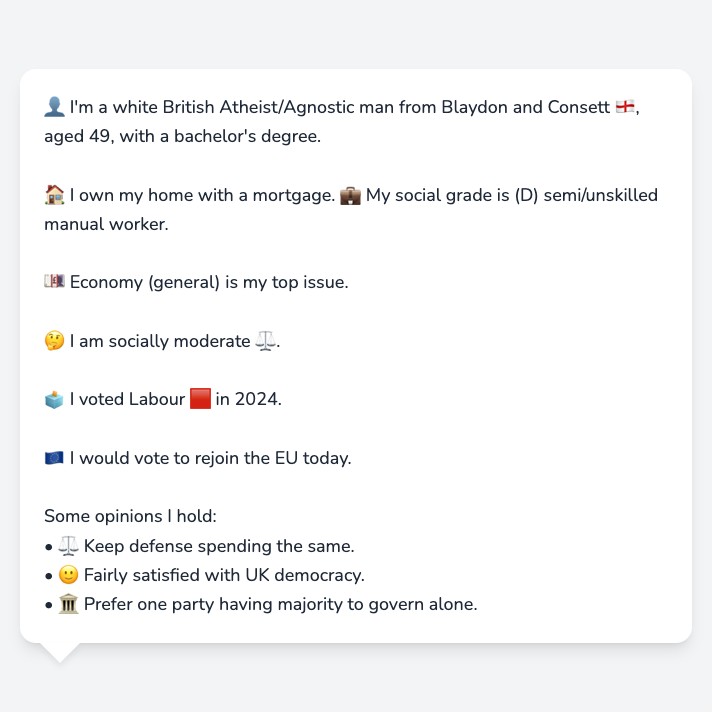 👤 I'm a white British Atheist/Agnostic man from Blaydon and Consett 🏴󠁧󠁢󠁥󠁮󠁧󠁿,
aged 49, with a bachelor's degree.
🏠 I own my home with a mortgage. 💼 My social grade is (D) semi/unskilled
manual worker.
💷 Economy (general) is my top issue.
🤔 I am socially moderate ⚖️.
🗳️ I voted Labour 🟥 in 2024.
🇪🇺 I would vote to rejoin the EU today.
Some opinions I hold:
• ⚖️ Keep defense spending the same.
• 🙂 Fairly satisfied with UK democracy.
• 🏛️ Prefer one party having majority to govern alone.